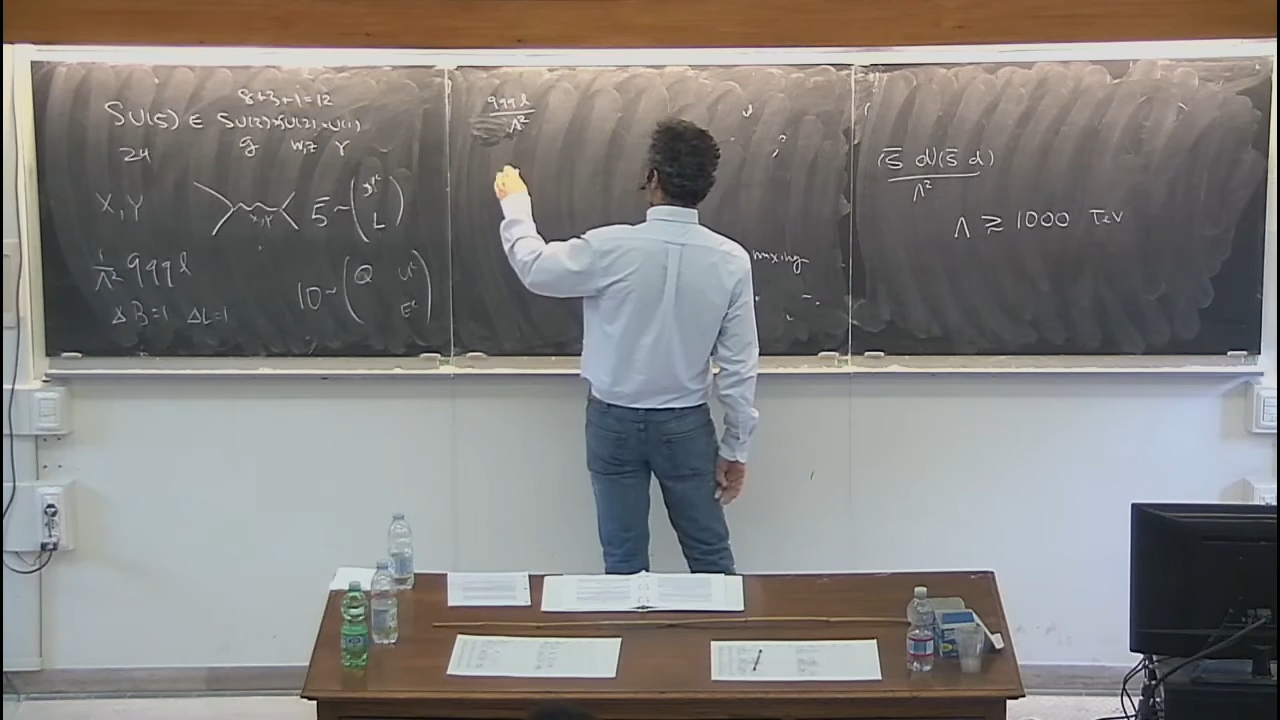 8+3+1=12
SU(5) ∈ SU(3)×SU(2)×U(1)
24 g W,Z γ
X,Y
X,Y
5̄ ~ ( L )
1/Λ² qqql
10 ~ ( Q U^c E^c )
ΔB=1 ΔL=1
qqql
Λ²
mixing
(s̄ d)(s̄ d)
Λ²
Λ ≳ 1000 TeV